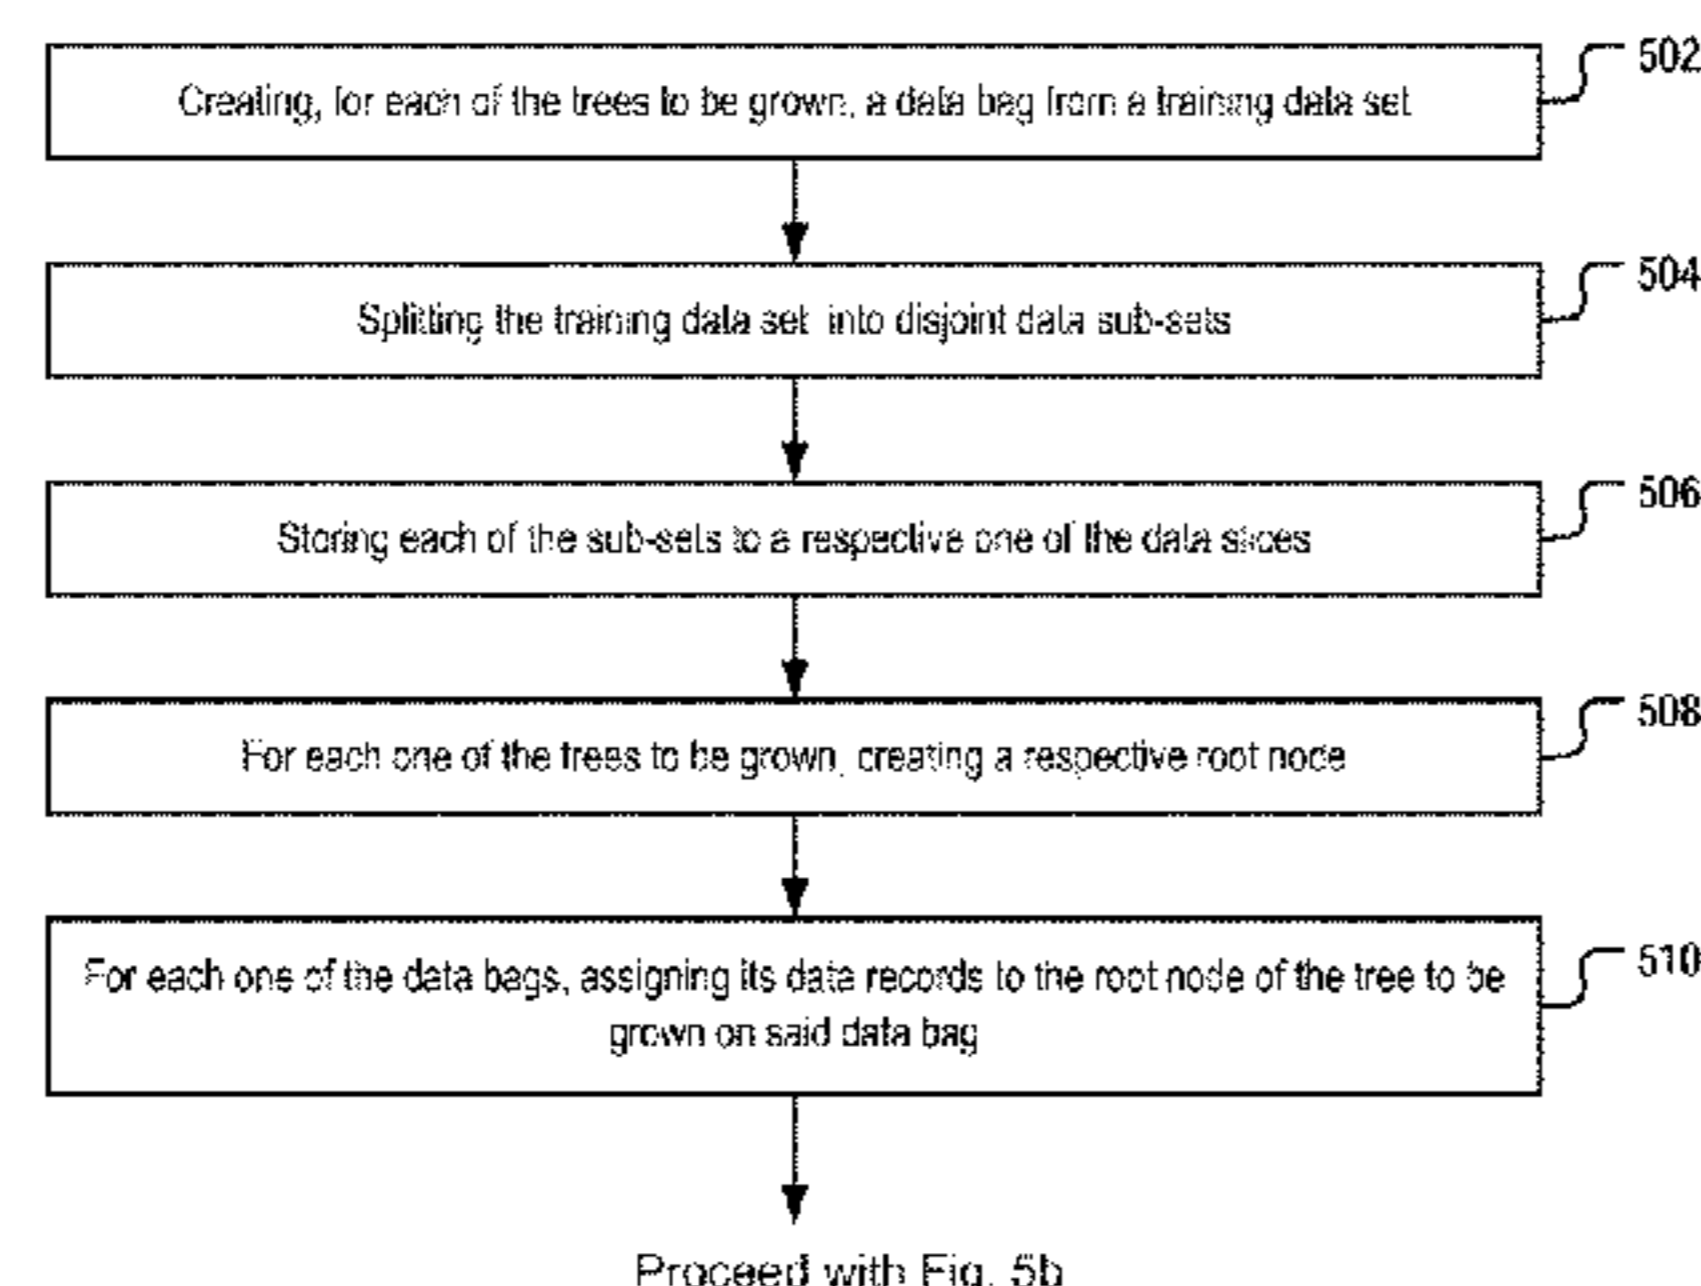 Creating, for each of the trees to be grown, a data bag from a training data set
502
Splitting the training data set into disjoint data sub-sets
504
Storing each of the sub-sets to a respective one of the data slices
506
For each one of the trees to be grown, creating a respective root node
508
For each one of the data bags, assigning its data records to the root node of the tree to be
grown on said data bag
510
Proceed with Fig. 5b